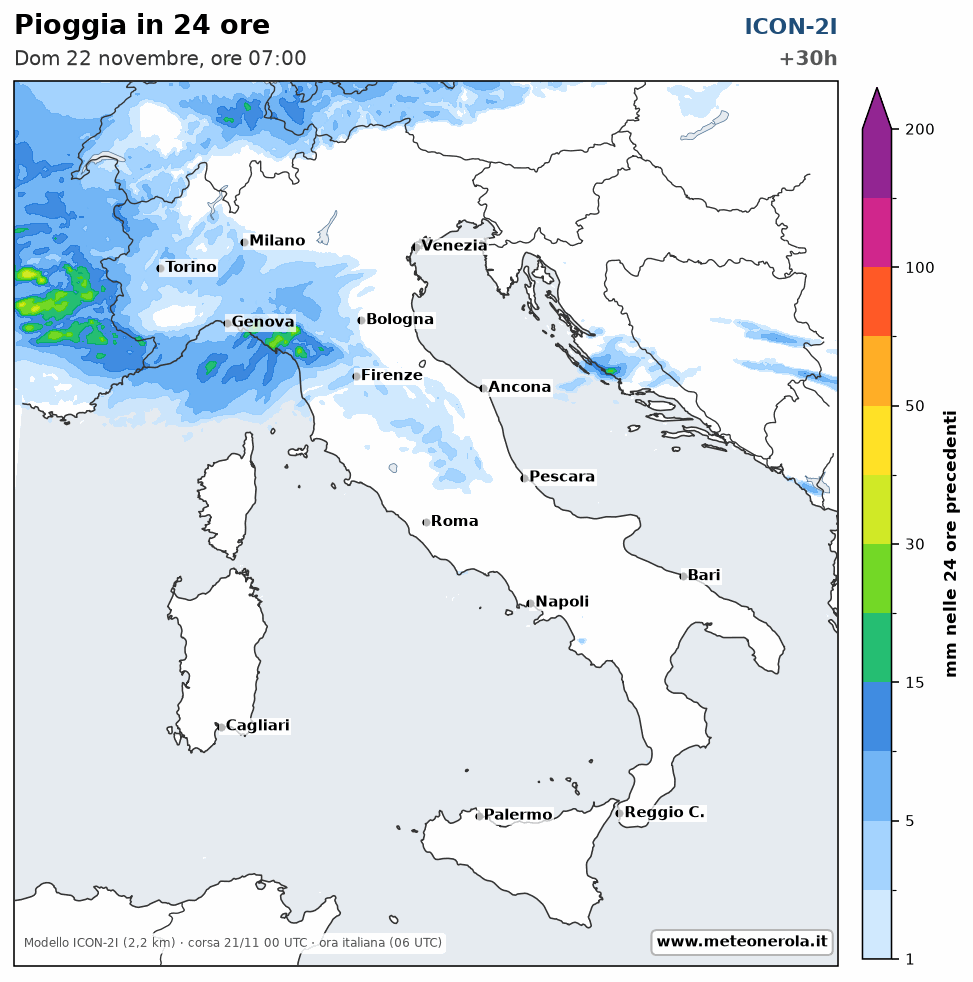 Pioggia in 24 ore
ICON-2I
Dom 22 novembre, ore 07:00
+30h
200
100
50
30
15
5
1
mm nelle 24 ore precedenti
Milano
Venezia
Torino
Genova
Bologna
Firenze
Ancona
Pescara
Roma
Bari
Napoli
Cagliari
Palermo
Reggio C.
Modello ICON-2I (2,2 km) · corsa 21/11 00 UTC · ora italiana (06 UTC)
www.meteonerola.it